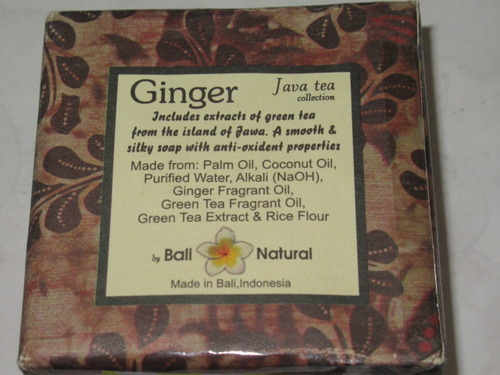 Ginger Java tea
collection
Includes extracts of green tea
from the island of Jawa. A smooth &
silky soap with anti-oxident properties
Made from: Palm Oil, Coconut Oil,
Purified Water, Alkali (NaOH),
Ginger Fragrant Oil,
Green Tea Fragrant Oil,
Green Tea Extract & Rice Flour
by Bali Natural
Made in Bali,Indonesia